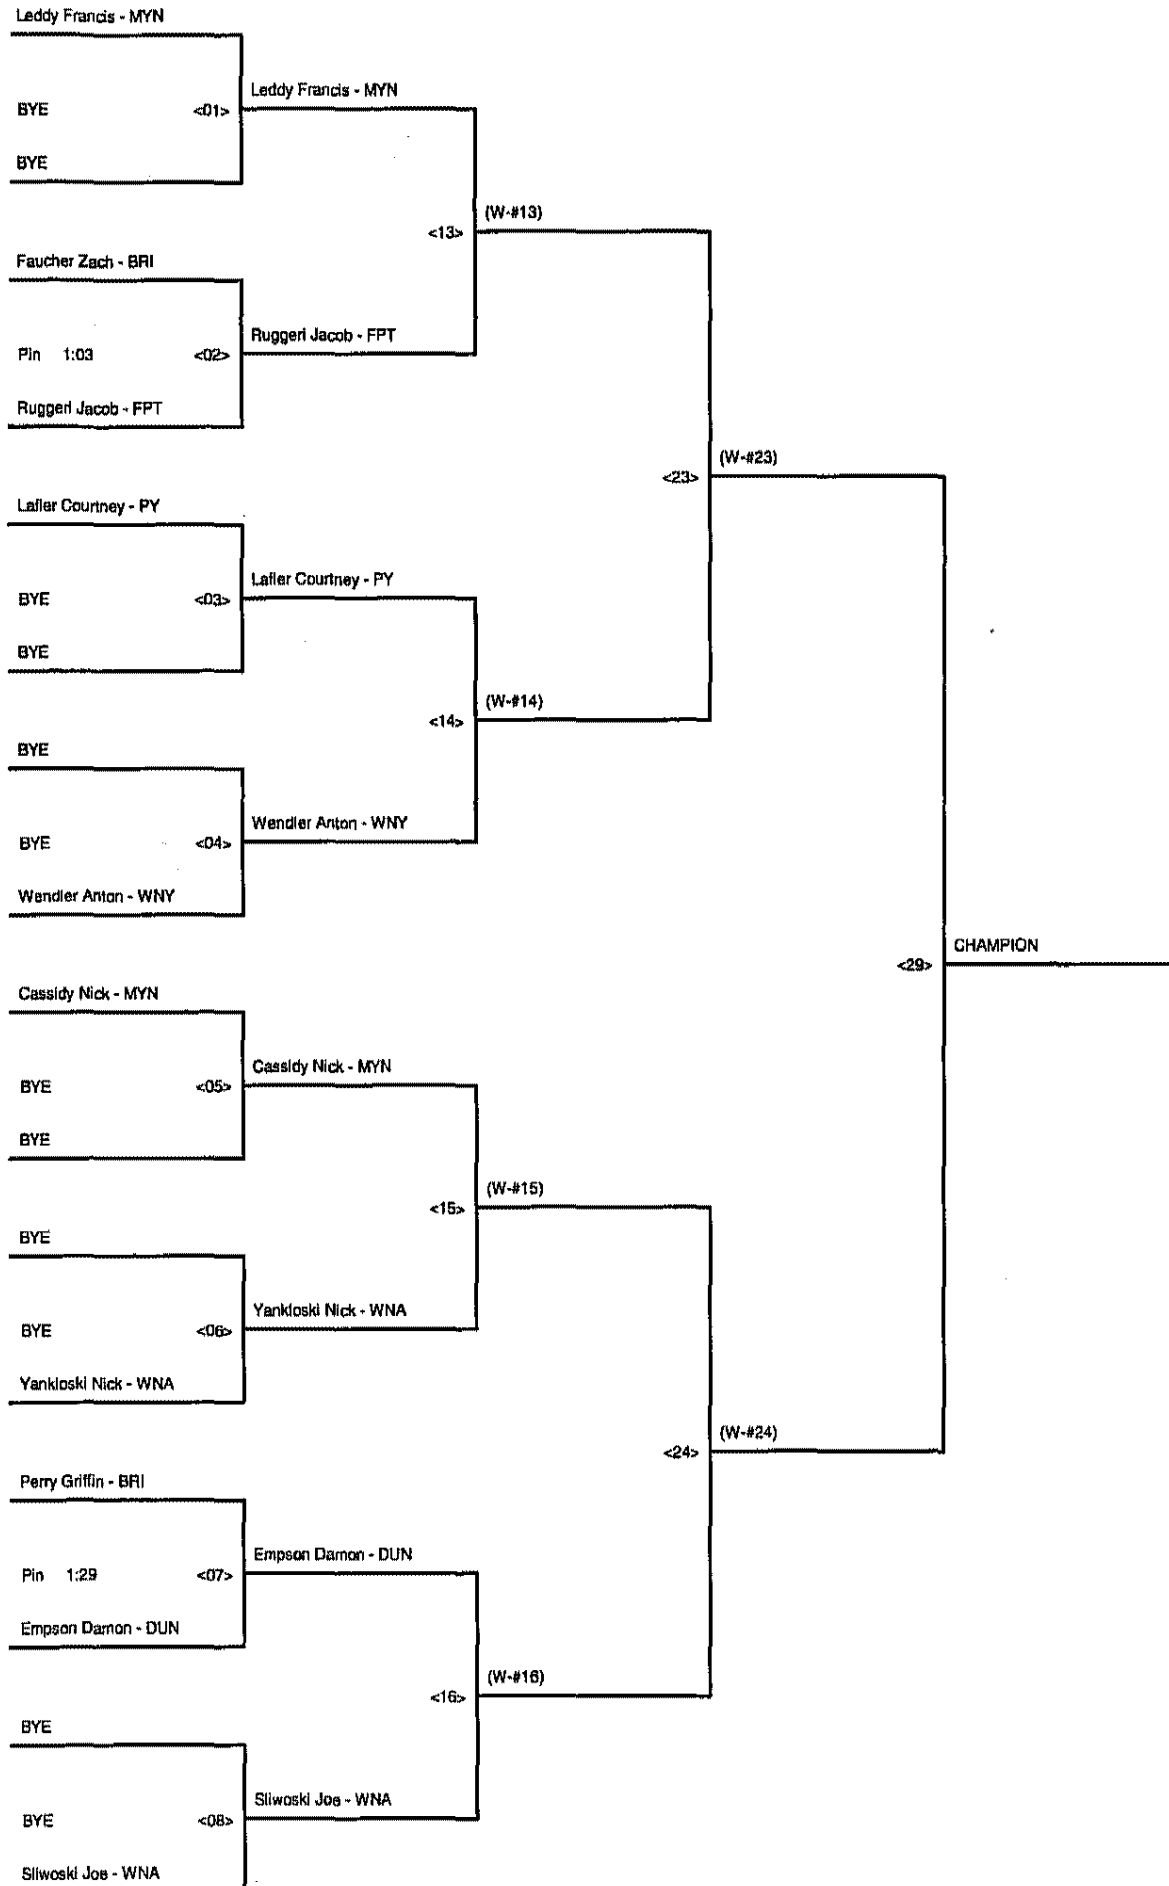 Leddy Francis - MYN
BYE <01> Leddy Francis - MYN
BYE
<13> (W-#13)
Faucher Zach - BRI
Pin 1:03 <02> Ruggeri Jacob - FPT
Ruggeri Jacob - FPT
<23> (W-#23)
Lafler Courtney - PY
BYE <03> Lafler Courtney - PY
BYE
<14> (W-#14)
BYE
BYE <04> Wendler Anton - WNY
Wendler Anton - WNY
<29> CHAMPION
Cassidy Nick - MYN
BYE <05> Cassidy Nick - MYN
BYE
<15> (W-#15)
BYE
BYE <06> Yankloski Nick - WNA
Yankloski Nick - WNA
<24> (W-#24)
Perry Griffin - BRI
Pin 1:29 <07> Empson Damon - DUN
Empson Damon - DUN
<16> (W-#16)
BYE
BYE <08> Sliwoski Joe - WNA
Sliwoski Joe - WNA